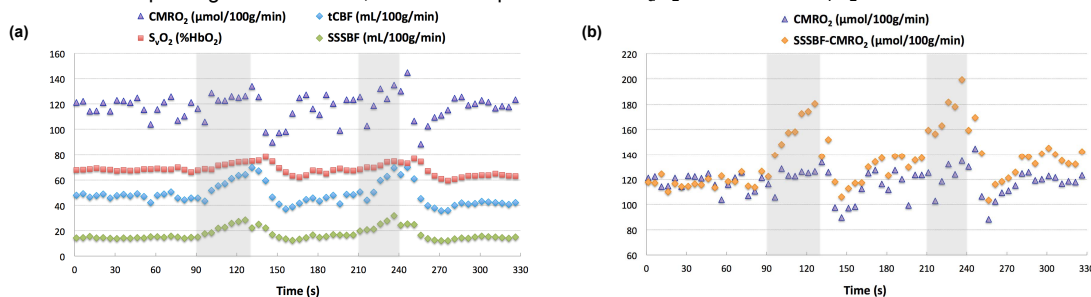 CMRO₂ (μmol/100g/min) tCBF (mL/100g/min)
SᵥO₂ (%HbO₂) SSSBF (mL/100g/min)
(a)
160
140
120
100
80
60
40
20
0
0 30 60 90 120 150 180 210 240 270 300 330
Time (s)
CMRO₂ (μmol/100g/min)
SSSBF-CMRO₂ (μmol/100g/min)
(b)
220
200
180
160
140
120
100
80
60
0 30 60 90 120 150 180 210 240 270 300 330
Time (s)